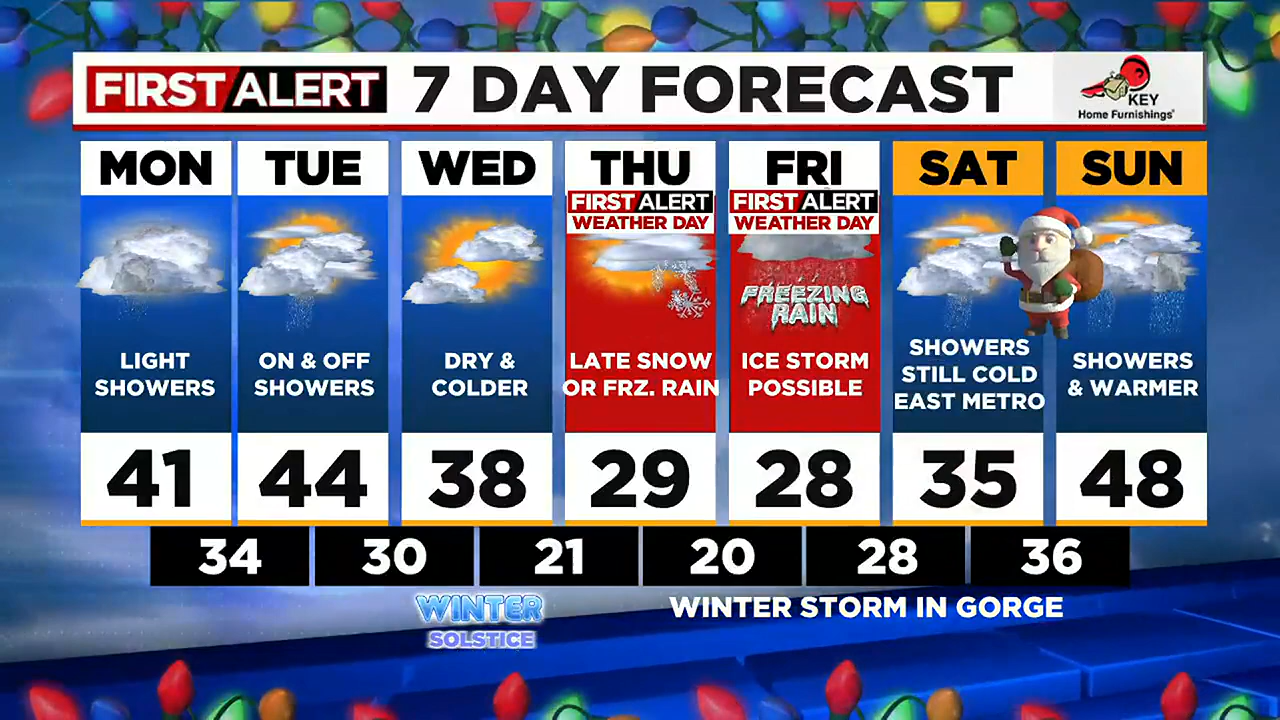 FIRST ALERT 7 DAY FORECAST
KEY
Home Furnishings
MON TUE WED THU FRI SAT SUN
FIRST ALERT
WEATHER DAY
FIRST ALERT
WEATHER DAY
FREEZING
RAIN
LIGHT
SHOWERS
ON & OFF
SHOWERS
DRY &
COLDER
LATE SNOW
OR FRZ. RAIN
ICE STORM
POSSIBLE
SHOWERS
STILL COLD
EAST METRO
SHOWERS
& WARMER
41 44 38 29 28 35 48
34 30 21 20 28 36
WINTER
SOLSTICE
WINTER STORM IN GORGE